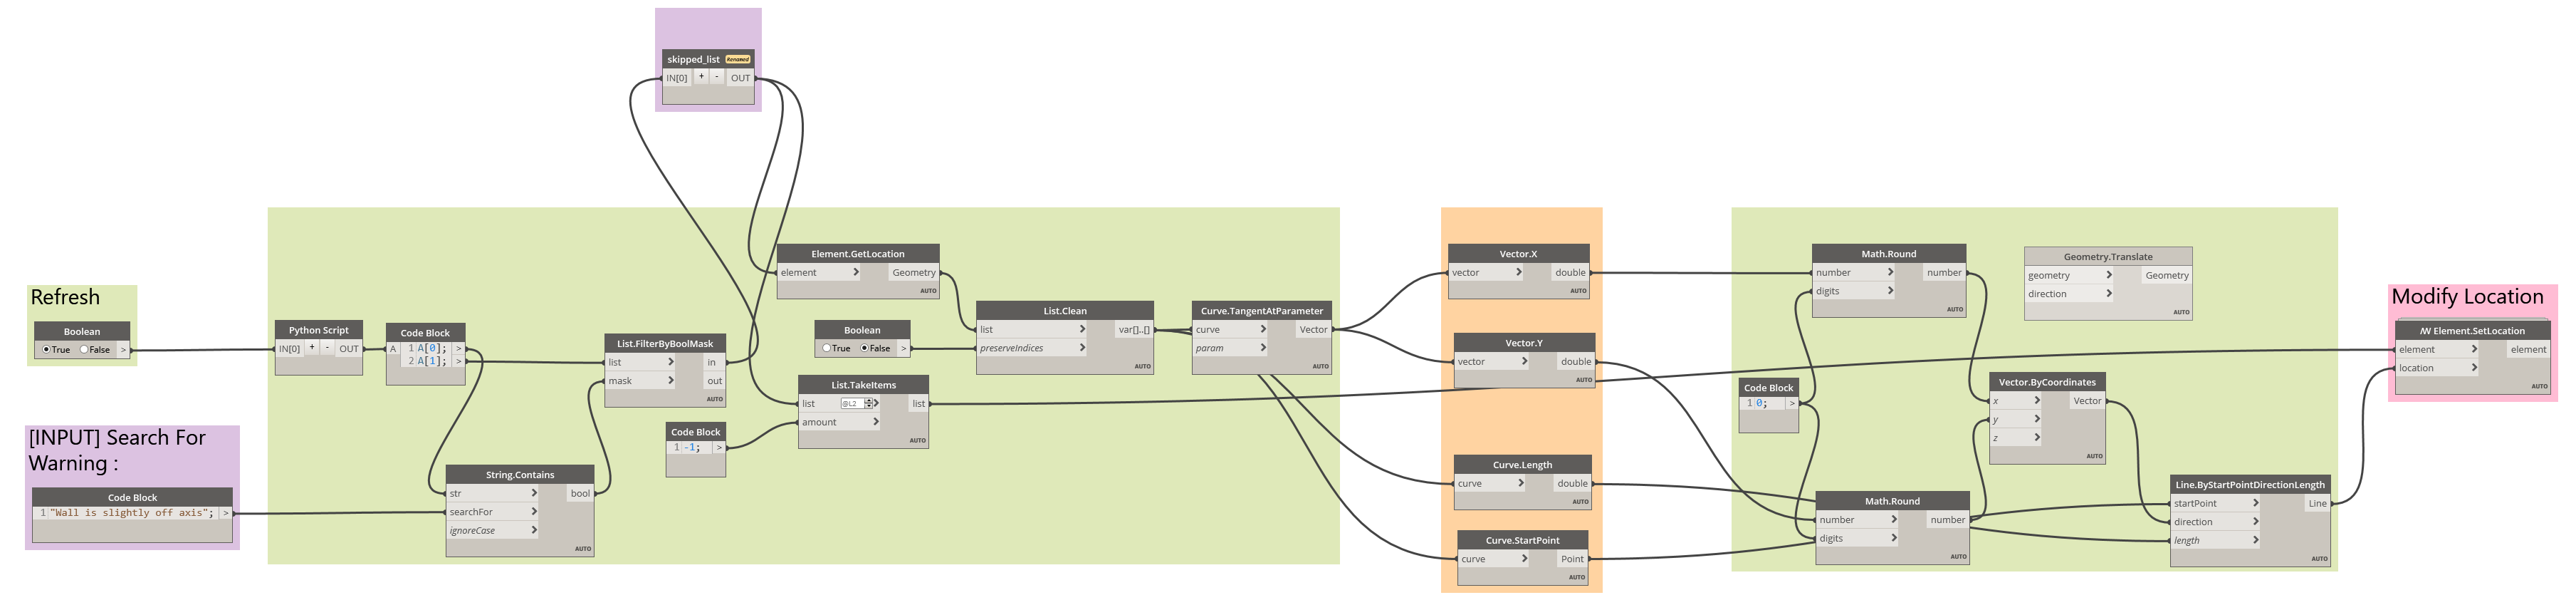 skipped_list Renamed
IN[0] + - OUT
Refresh
Boolean
True False >
[INPUT] Search For
Warning :
Code Block
1 "Wall is slightly off axis"; >
Python Script
IN[0] + - OUT
Code Block
A 1 A[0]; >
2 A[1]; >
String.Contains
str > bool
searchFor >
ignoreCase >
AUTO
List.FilterByBoolMask
list > in
mask > out
AUTO
Code Block
1 -1; >
Element.GetLocation
element > Geometry
AUTO
Boolean
True False >
List.TakeItems
list @L2 > list
amount >
AUTO
List.Clean
list > var[]..[]
preserveIndices >
AUTO
Curve.TangentAtParameter
curve > Vector
param >
AUTO
Vector.X
vector > double
AUTO
Vector.Y
vector > double
AUTO
Curve.Length
curve > double
AUTO
Curve.StartPoint
curve > Point
AUTO
Code Block
1 0; >
Math.Round
number > number
digits >
AUTO
Math.Round
number > number
digits >
AUTO
Geometry.Translate
geometry > Geometry
direction >
AUTO
Vector.ByCoordinates
x > Vector
y >
z >
AUTO
Line.ByStartPointDirectionLength
startPoint > Line
direction >
length >
AUTO
Modify Location
Element.SetLocation
element > element
location >
AUTO